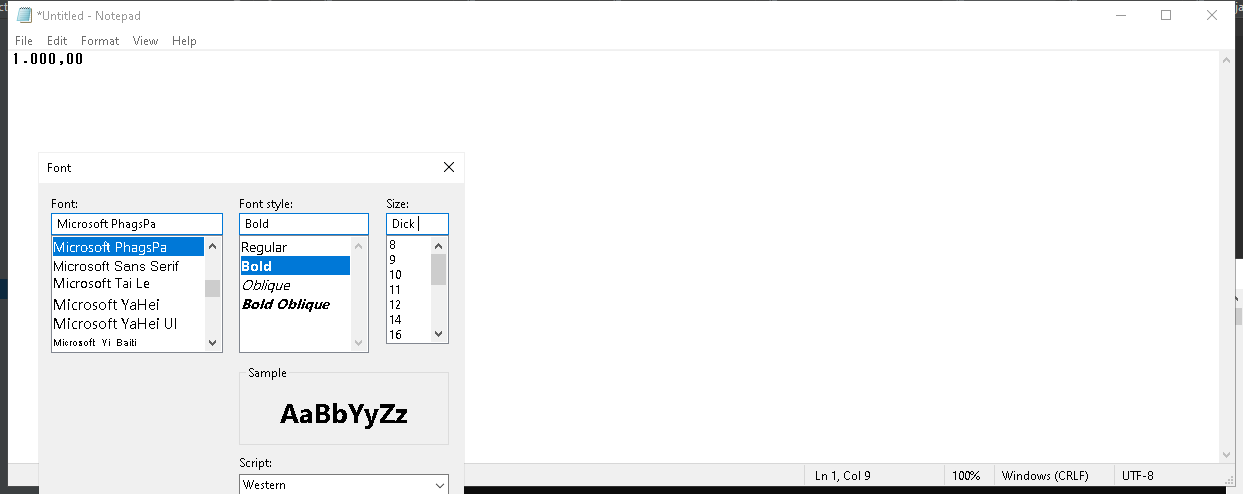 *Untitled - Notepad
File Edit Format View Help
1.000,00
Font
Font: Font style: Size:
Microsoft PhagsPa Bold Dick
Microsoft PhagsPa Regular 8
Microsoft Sans Serif Bold 9
Microsoft Tai Le Oblique 10
Microsoft YaHei Bold Oblique 11
Microsoft YaHei UI 12
Microsoft Yi Baiti 14
16
Sample
AaBbYyZz
Script:
Western
Ln 1, Col 9 100% Windows (CRLF) UTF-8